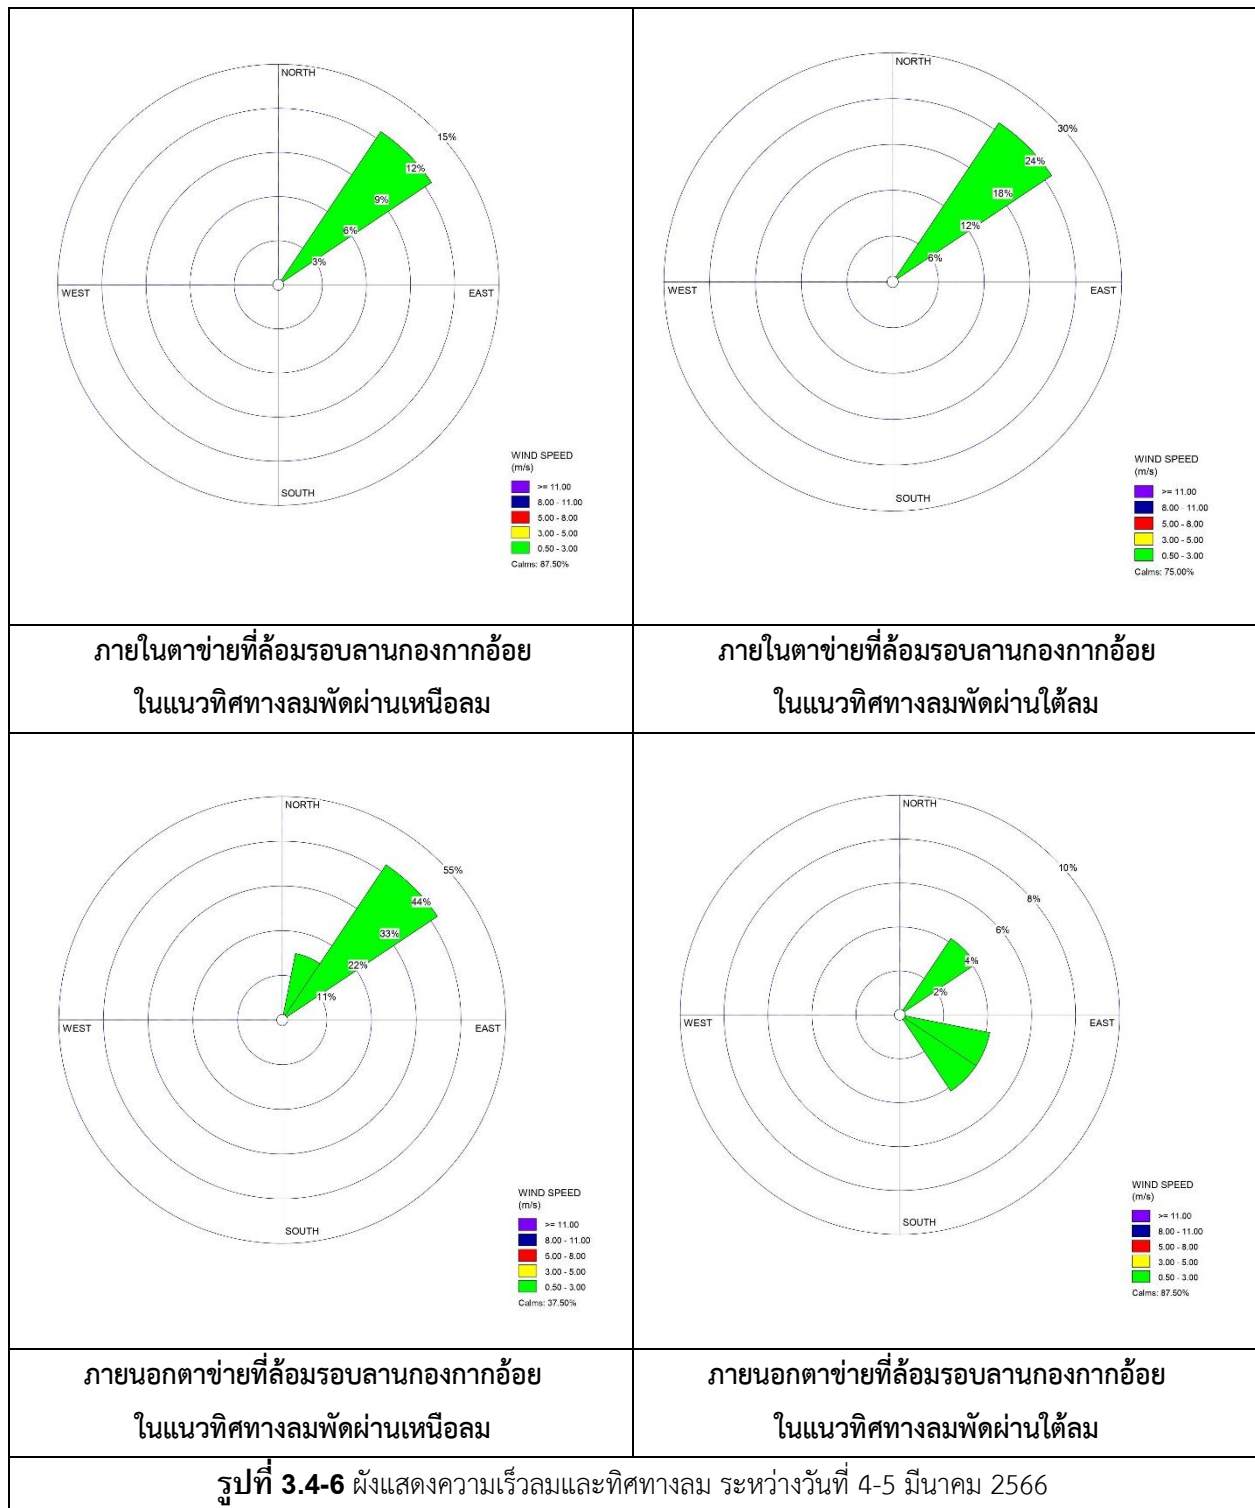 NORTH
15%
12%
9%
6%
3%
WEST
EAST
SOUTH
WIND SPEED
(m/s)
>= 11.00
8.00 - 11.00
5.00 - 8.00
3.00 - 5.00
0.50 - 3.00
Calms: 87.50%
NORTH
30%
24%
18%
12%
6%
WEST
EAST
SOUTH
WIND SPEED
(m/s)
>= 11.00
8.00 - 11.00
5.00 - 8.00
3.00 - 5.00
0.50 - 3.00
Calms: 75.00%
ภายในตาข่ายที่ล้อมรอบลานกองกากอ้อย
ในแนวทิศทางลมพัดผ่านเหนือลม
ภายในตาข่ายที่ล้อมรอบลานกองกากอ้อย
ในแนวทิศทางลมพัดผ่านใต้ลม
NORTH
55%
44%
33%
22%
11%
WEST
EAST
SOUTH
WIND SPEED
(m/s)
>= 11.00
8.00 - 11.00
5.00 - 8.00
3.00 - 5.00
0.50 - 3.00
Calms: 37.50%
NORTH
10%
8%
6%
4%
2%
WEST
EAST
SOUTH
WIND SPEED
(m/s)
>= 11.00
8.00 - 11.00
5.00 - 8.00
3.00 - 5.00
0.50 - 3.00
Calms: 87.50%
ภายนอกตาข่ายที่ล้อมรอบลานกองกากอ้อย
ในแนวทิศทางลมพัดผ่านเหนือลม
ภายนอกตาข่ายที่ล้อมรอบลานกองกากอ้อย
ในแนวทิศทางลมพัดผ่านใต้ลม
รูปที่ 3.4-6 ผังแสดงความเร็วลมและทิศทางลม ระหว่างวันที่ 4-5 มีนาคม 2566